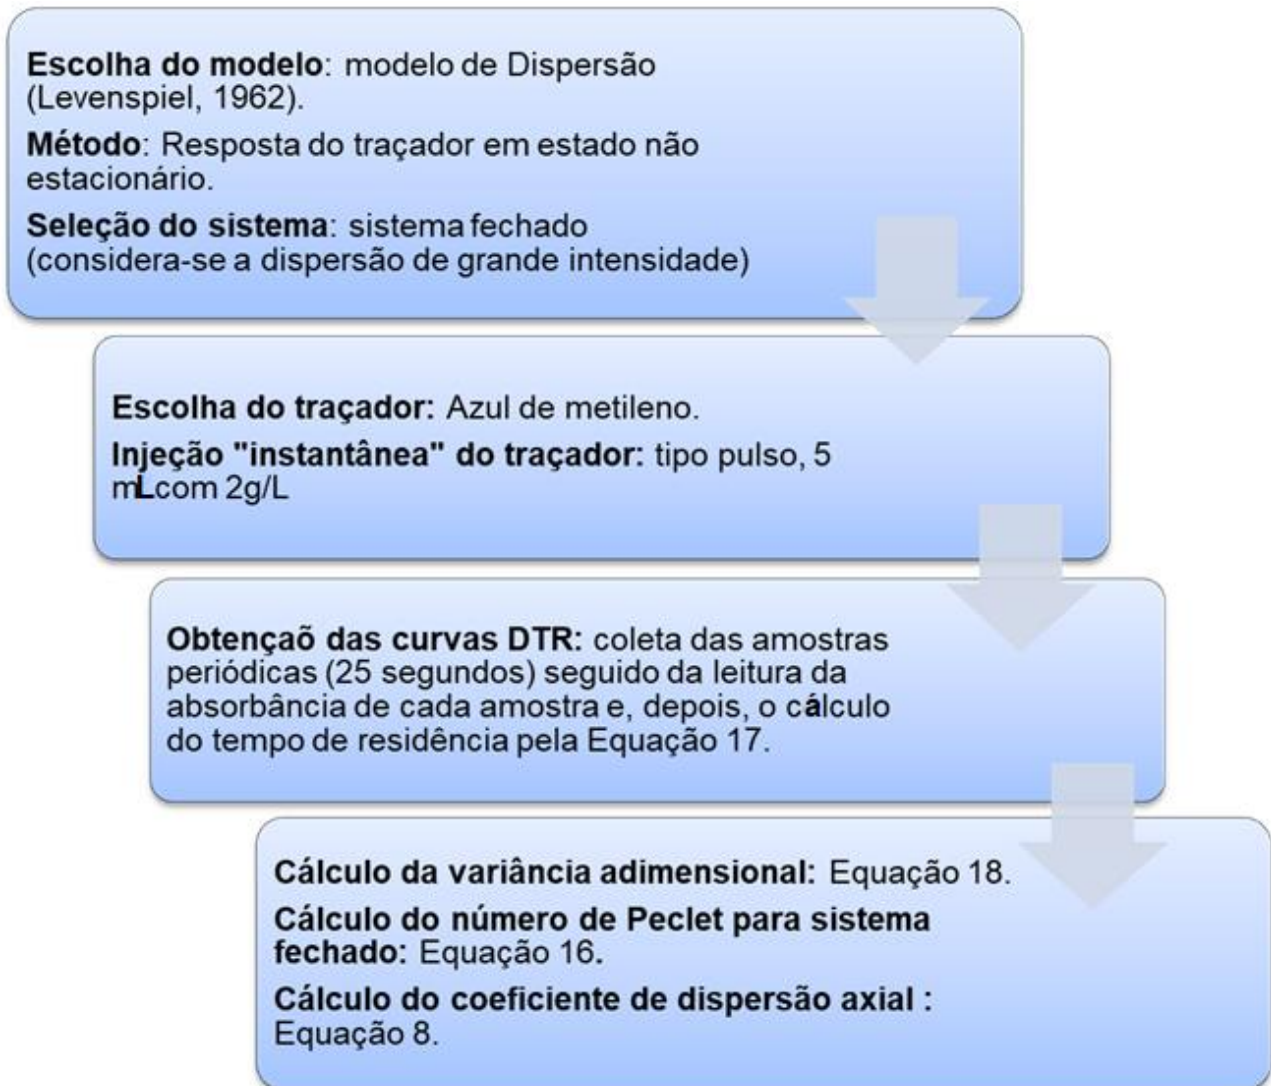 Escolha do modelo: modelo de Dispersão
(Levenspiel, 1962).
Método: Resposta do traçador em estado não
estacionário.
Seleção do sistema: sistema fechado
(considera-se a dispersão de grande intensidade)
Escolha do traçador: Azul de metileno.
Injeção "instantânea" do traçador: tipo pulso, 5
mLcom 2g/L
Obtençaõ das curvas DTR: coleta das amostras
periódicas (25 segundos) seguido da leitura da
absorbância de cada amostra e, depois, o cálculo
do tempo de residência pela Equação 17.
Cálculo da variância adimensional: Equação 18.
Cálculo do número de Peclet para sistema
fechado: Equação 16.
Cálculo do coeficiente de dispersão axial :
Equação 8.